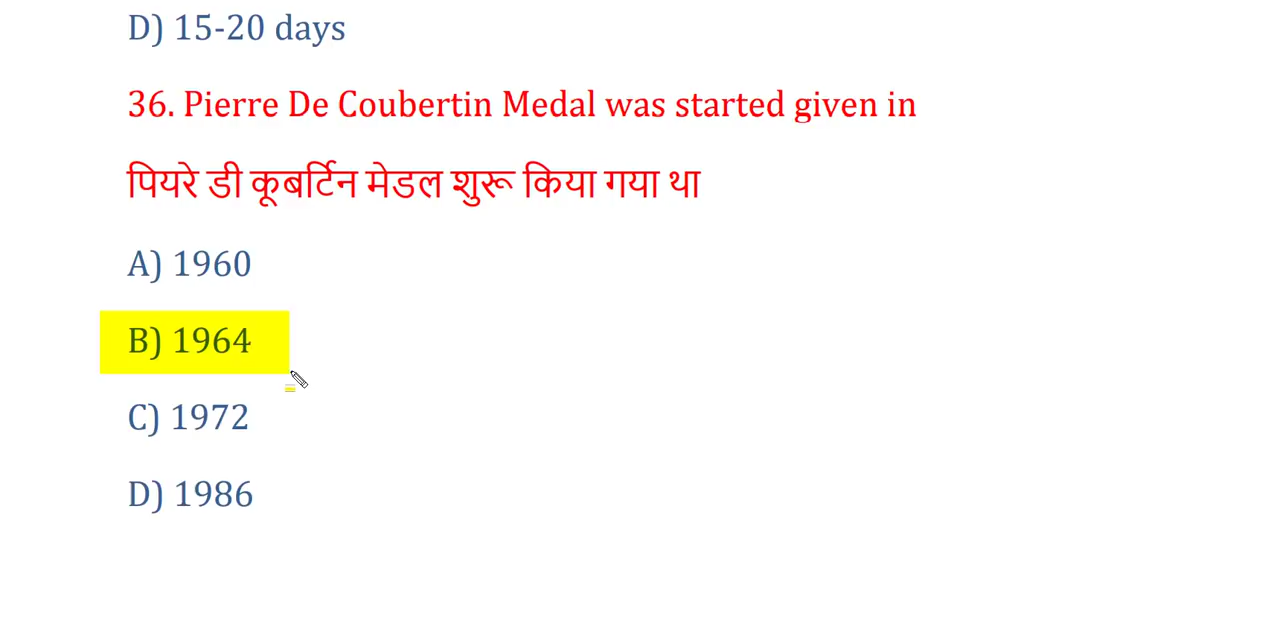 D) 15-20 days
36. Pierre De Coubertin Medal was started given in
पियरे डी कूबर्टिन मेडल शुरू किया गया था
A) 1960
B) 1964
C) 1972
D) 1986